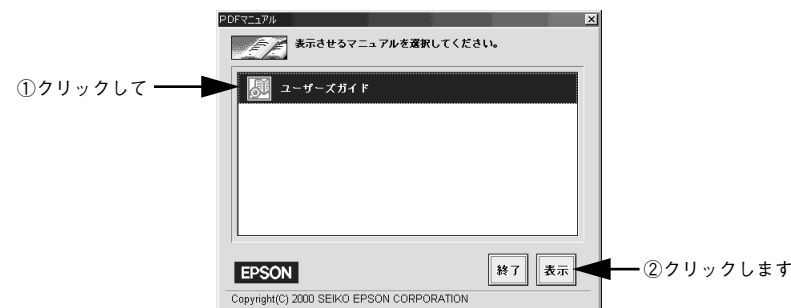 PDFマニュアル
表示させるマニュアルを選択してください。
①クリックして
ユーザーズガイド
EPSON
終了
表示
②クリックします
Copyright(C) 2000 SEIKO EPSON CORPORATION